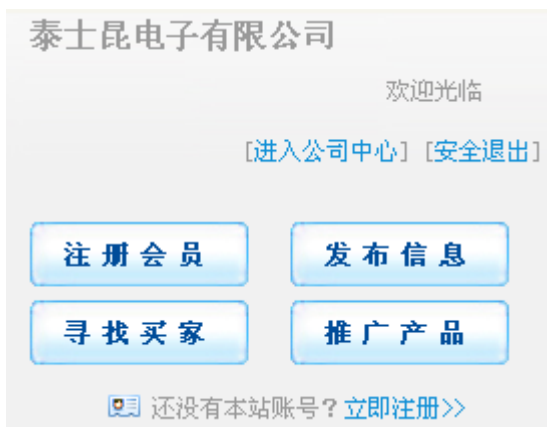 泰士昆电子有限公司
欢迎光临
[进入公司中心] [安全退出]
注册会员 发布信息
寻找买家 推广产品
还没有本站账号?立即注册>>